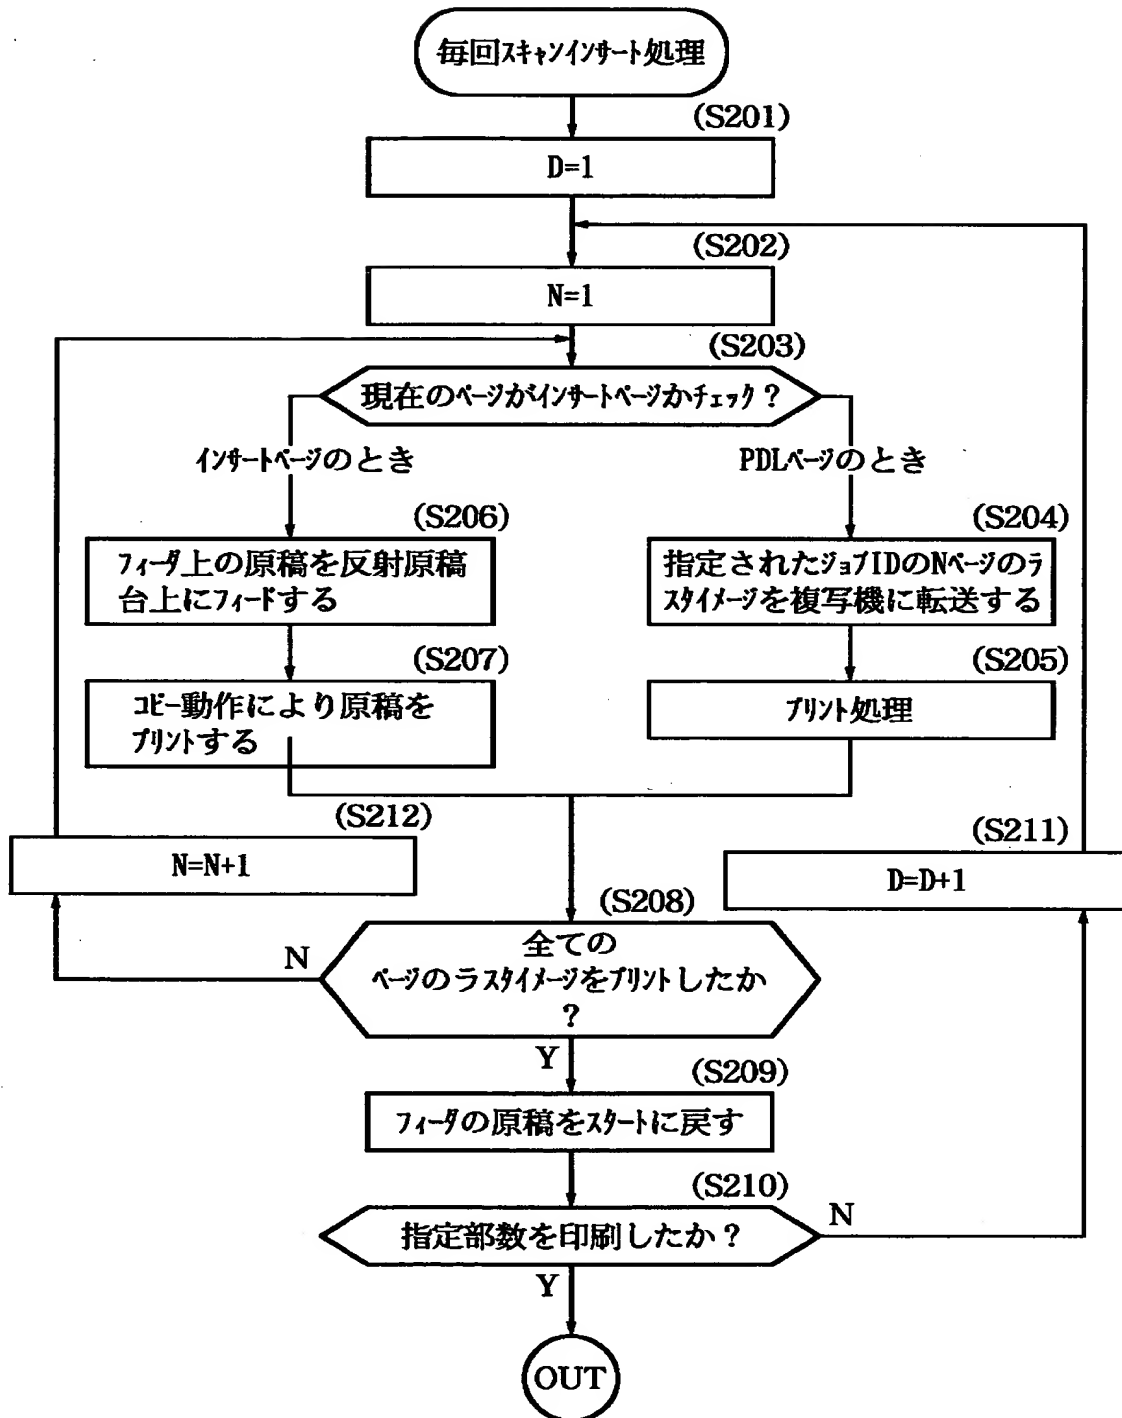 毎回ｽｷｬﾝｲﾝｻｰﾄ処理
(S201)
D=1
(S202)
N=1
(S203)
現在のﾍﾟｰｼﾞがｲﾝｻｰﾄﾍﾟｰｼﾞかﾁｪｯｸ？
ｲﾝｻｰﾄﾍﾟｰｼﾞのとき
PDLﾍﾟｰｼﾞのとき
(S206)
ﾌｨｰﾀﾞ上の原稿を反射原稿
台上にﾌｨｰﾄﾞする
(S204)
指定されたｼﾞｮﾌﾞIDのNﾍﾟｰｼﾞのラ
ｽﾀｲﾒｰｼﾞを複写機に転送する
(S207)
ｺﾋﾟｰ動作により原稿を
ﾌﾟﾘﾝﾄする
(S205)
ﾌﾟﾘﾝﾄ処理
(S212)
N=N+1
(S211)
D=D+1
(S208)
全ての
ﾍﾟｰｼﾞのラｽﾀｲﾒｰｼﾞをﾌﾟﾘﾝﾄしたか
？
N
Y
(S209)
ﾌｨｰﾀﾞの原稿をｽﾀｰﾄに戻す
(S210)
指定部数を印刷したか？
N
Y
OUT